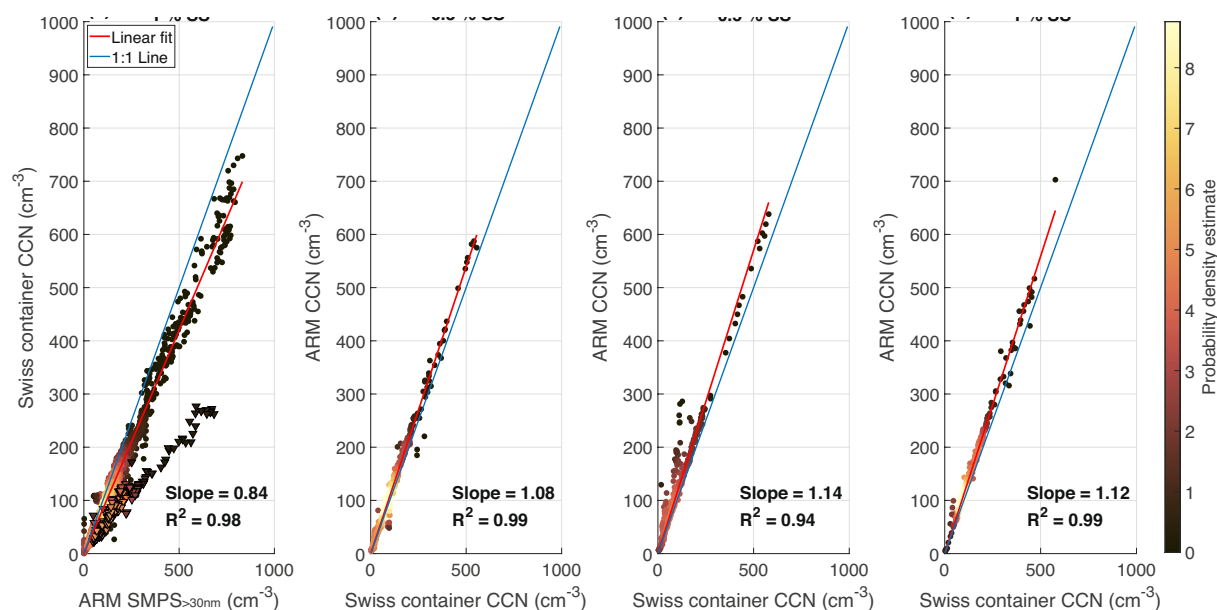 Linear fit
1:1 Line
Swiss container CCN (cm⁻³)
1000
900
800
700
600
500
400
300
200
100
0
0 500 1000
ARM SMPS>30nm (cm⁻³)
Slope = 0.84
R² = 0.98
ARM CCN (cm⁻³)
1000
900
800
700
600
500
400
300
200
100
0
0 500 1000
Swiss container CCN (cm⁻³)
Slope = 1.08
R² = 0.99
ARM CCN (cm⁻³)
1000
900
800
700
600
500
400
300
200
100
0
0 500 1000
Swiss container CCN (cm⁻³)
Slope = 1.14
R² = 0.94
ARM CCN (cm⁻³)
1000
900
800
700
600
500
400
300
200
100
0
0 500 1000
Swiss container CCN (cm⁻³)
Slope = 1.12
R² = 0.99
8
7
6
5
4
3
2
1
0
Probability density estimate